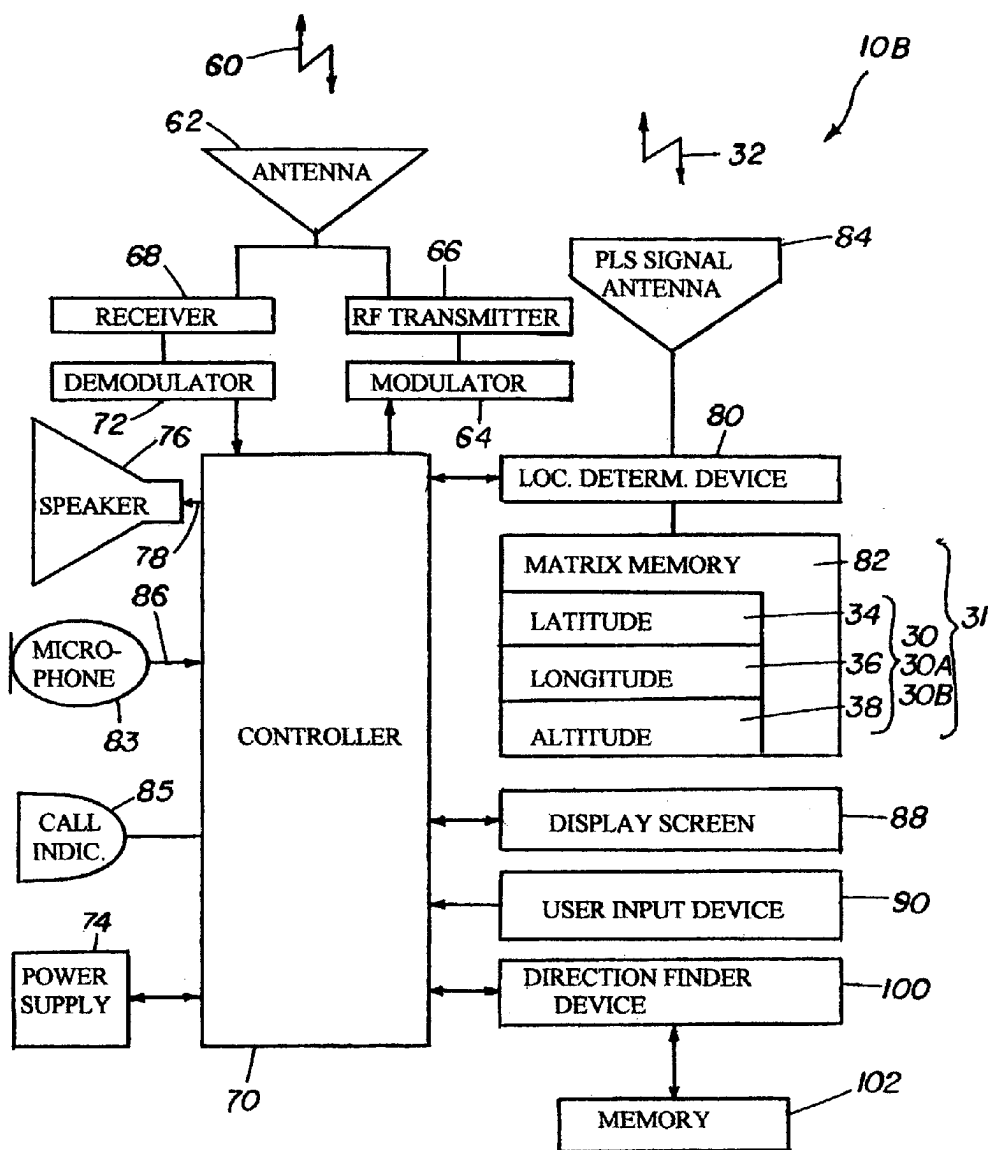 60
10B
62
ANTENNA
32
84
PLS SIGNAL
ANTENNA
68
66
RECEIVER
RF TRANSMITTER
DEMODULATOR
MODULATOR
72
64
76
80
SPEAKER
LOC. DETERM. DEVICE
78
MATRIX MEMORY
82
86
LATITUDE
34
30
31
MICRO-
PHONE
LONGITUDE
36
30A
83
CONTROLLER
ALTITUDE
38
30B
85
CALL
INDIC.
DISPLAY SCREEN
88
USER INPUT DEVICE
90
74
POWER
SUPPLY
DIRECTION FINDER
DEVICE
100
70
MEMORY
102